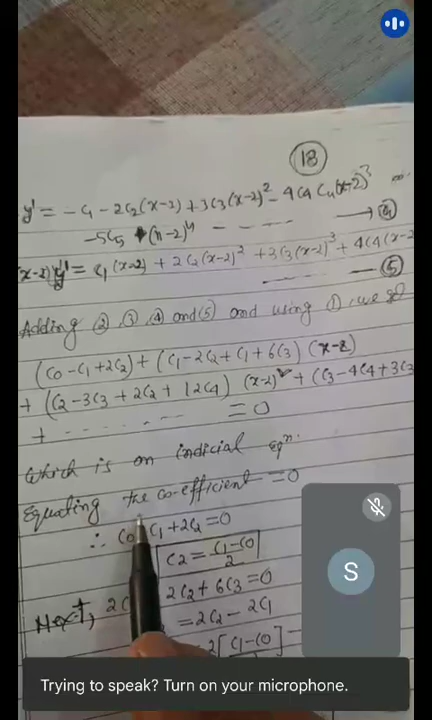 18
y' = -c₁ - 2c₂(x-2) + 3c₃(x-2)² - 4c₄ (x-2)³
-5c₅ (x-2)⁴ - - - - →④
(x-2)y' = c₁(x-2) + 2c₂(x-2)² + 3c₃(x-2)³ + 4c₄(x-2
- - - - —⑤
Adding ②, ③, ④ and ⑤ and using ①, we get
(c₀ - c₁ + 2c₂) + (c₁ - 2c₂ + c₁ + 6c₃) (x-2)
+ (c₂ - 3c₃ + 2c₂ + 12c₄) (x-2)² + (c₃ - 4c₄ + 3c₃
+ - - - - - - = 0
Which is an indicial eqⁿ.
Equating the co-efficient = 0
∴ c₀ c₁ + 2c₂ = 0
c₂ = c₁-c₀/2
Next, 2c 2c₂ + 6c₃ = 0
= 2c₂ - 2c₁
2[c₁-c₀] -
S
Trying to speak? Turn on your microphone.